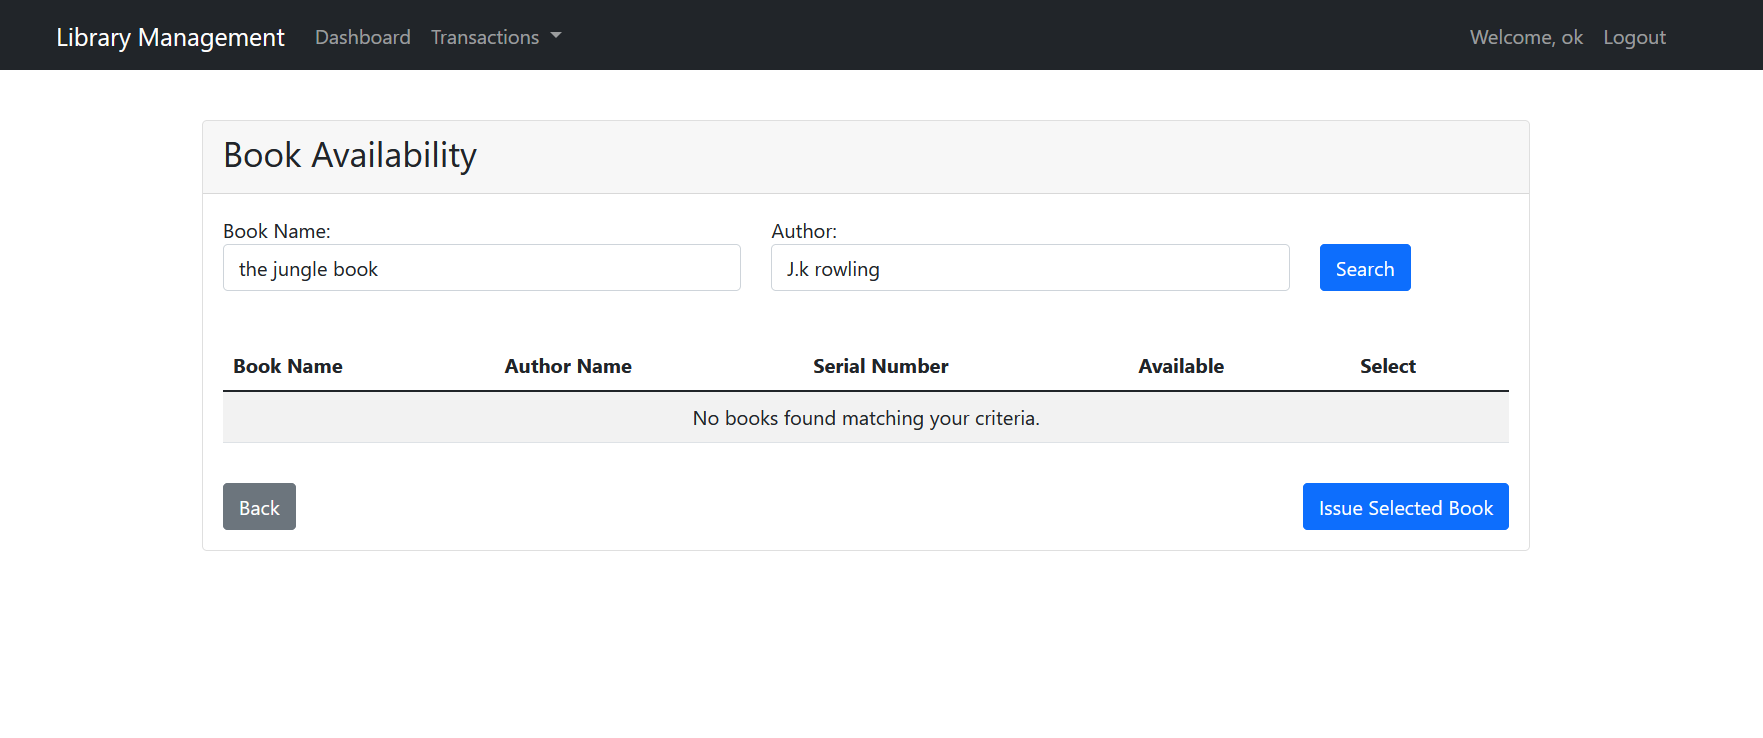 Library Management Dashboard Transactions Welcome, ok Logout
Book Availability
Book Name: Author:
the jungle book J.k rowling Search
Book Name Author Name Serial Number Available Select
No books found matching your criteria.
Back Issue Selected Book